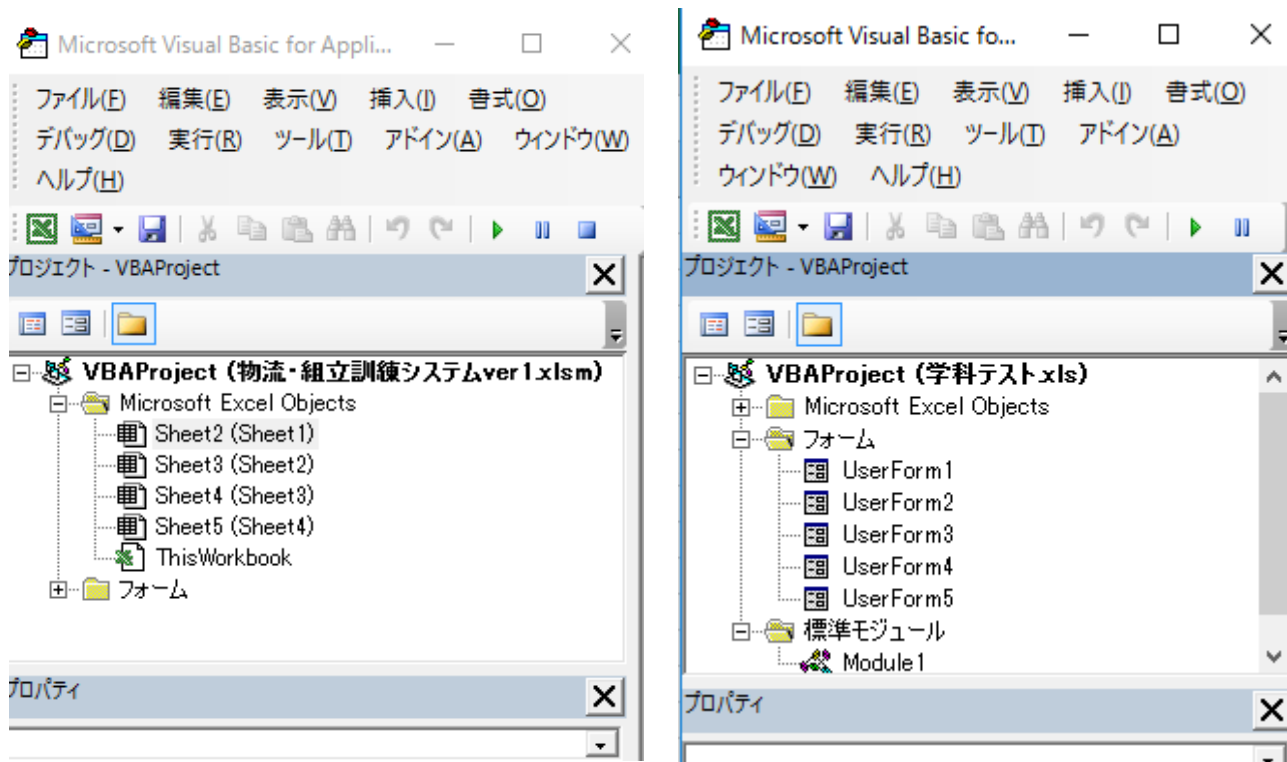 Microsoft Visual Basic for Appli...
ファイル(F) 編集(E) 表示(V) 挿入(I) 書式(O)
デバッグ(D) 実行(R) ツール(T) アドイン(A) ウィンドウ(W)
ヘルプ(H)
プロジェクト - VBAProject
VBAProject (物流・組立訓練システムver1.xlsm)
Microsoft Excel Objects
Sheet2 (Sheet1)
Sheet3 (Sheet2)
Sheet4 (Sheet3)
Sheet5 (Sheet4)
ThisWorkbook
フォーム
プロパティ
Microsoft Visual Basic fo...
ファイル(F) 編集(E) 表示(V) 挿入(I) 書式(O)
デバッグ(D) 実行(R) ツール(T) アドイン(A)
ウィンドウ(W) ヘルプ(H)
プロジェクト - VBAProject
VBAProject (学科テスト.xls)
Microsoft Excel Objects
フォーム
UserForm1
UserForm2
UserForm3
UserForm4
UserForm5
標準モジュール
Module1
プロパティ